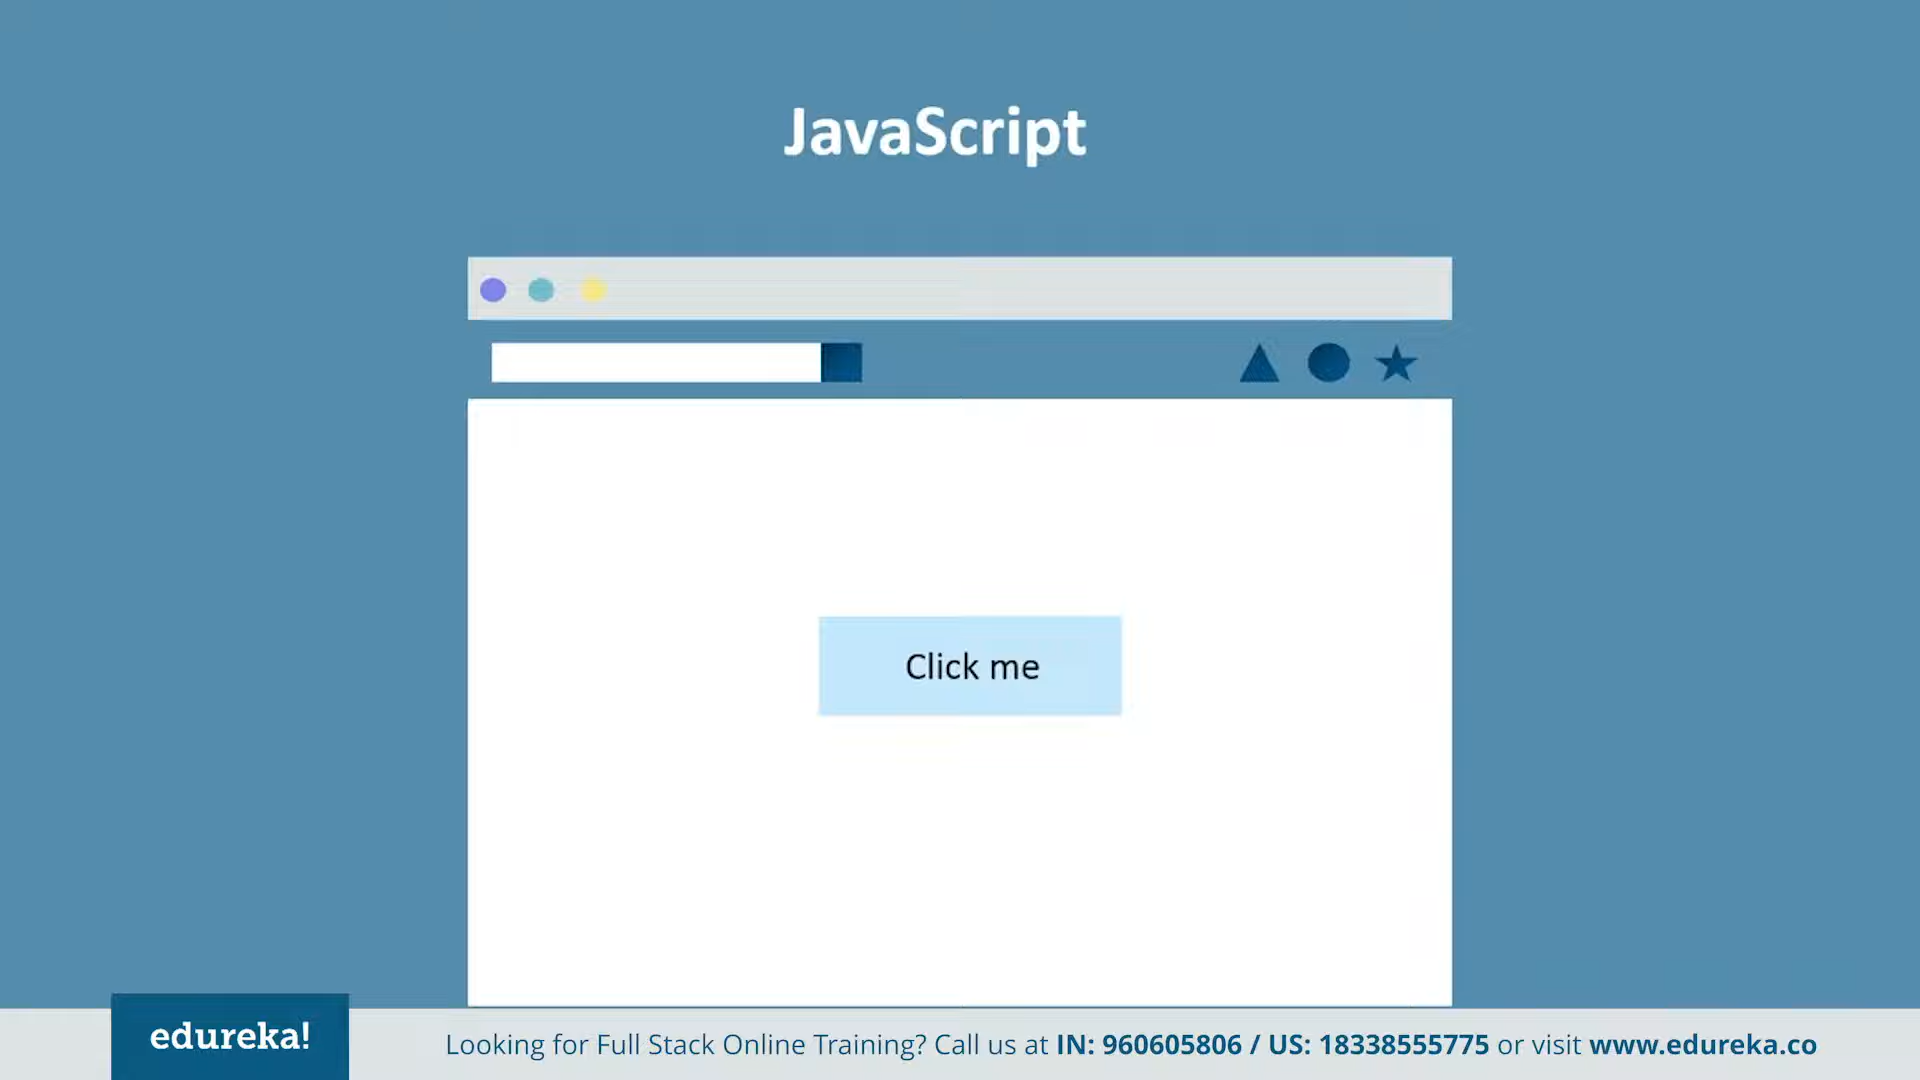 JavaScript
Click me
edureka!
Looking for Full Stack Online Training? Call us at IN: 960605806 / US: 18338555775 or visit www.edureka.co